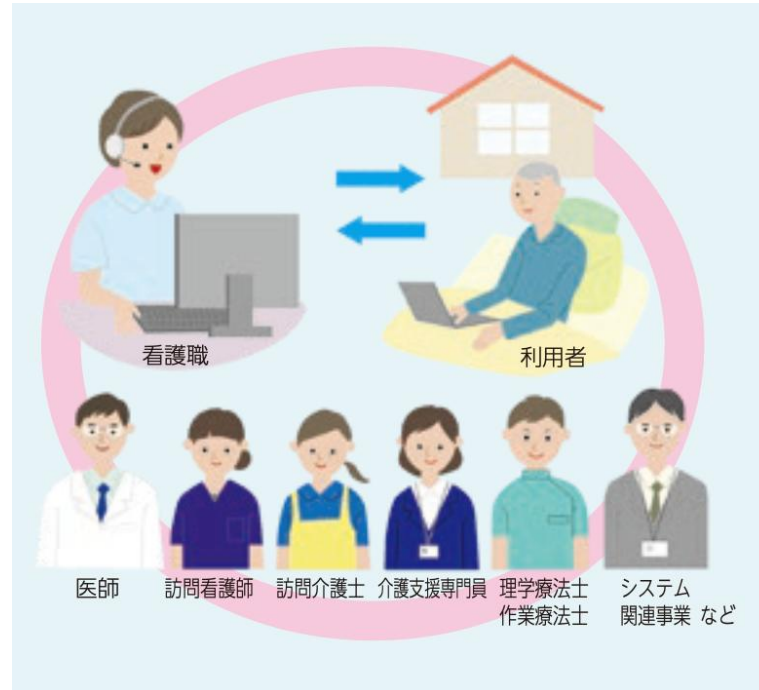 看護職
利用者
医師
訪問看護師
訪問介護士
介護支援専門員
理学療法士
作業療法士
システム
関連事業 など